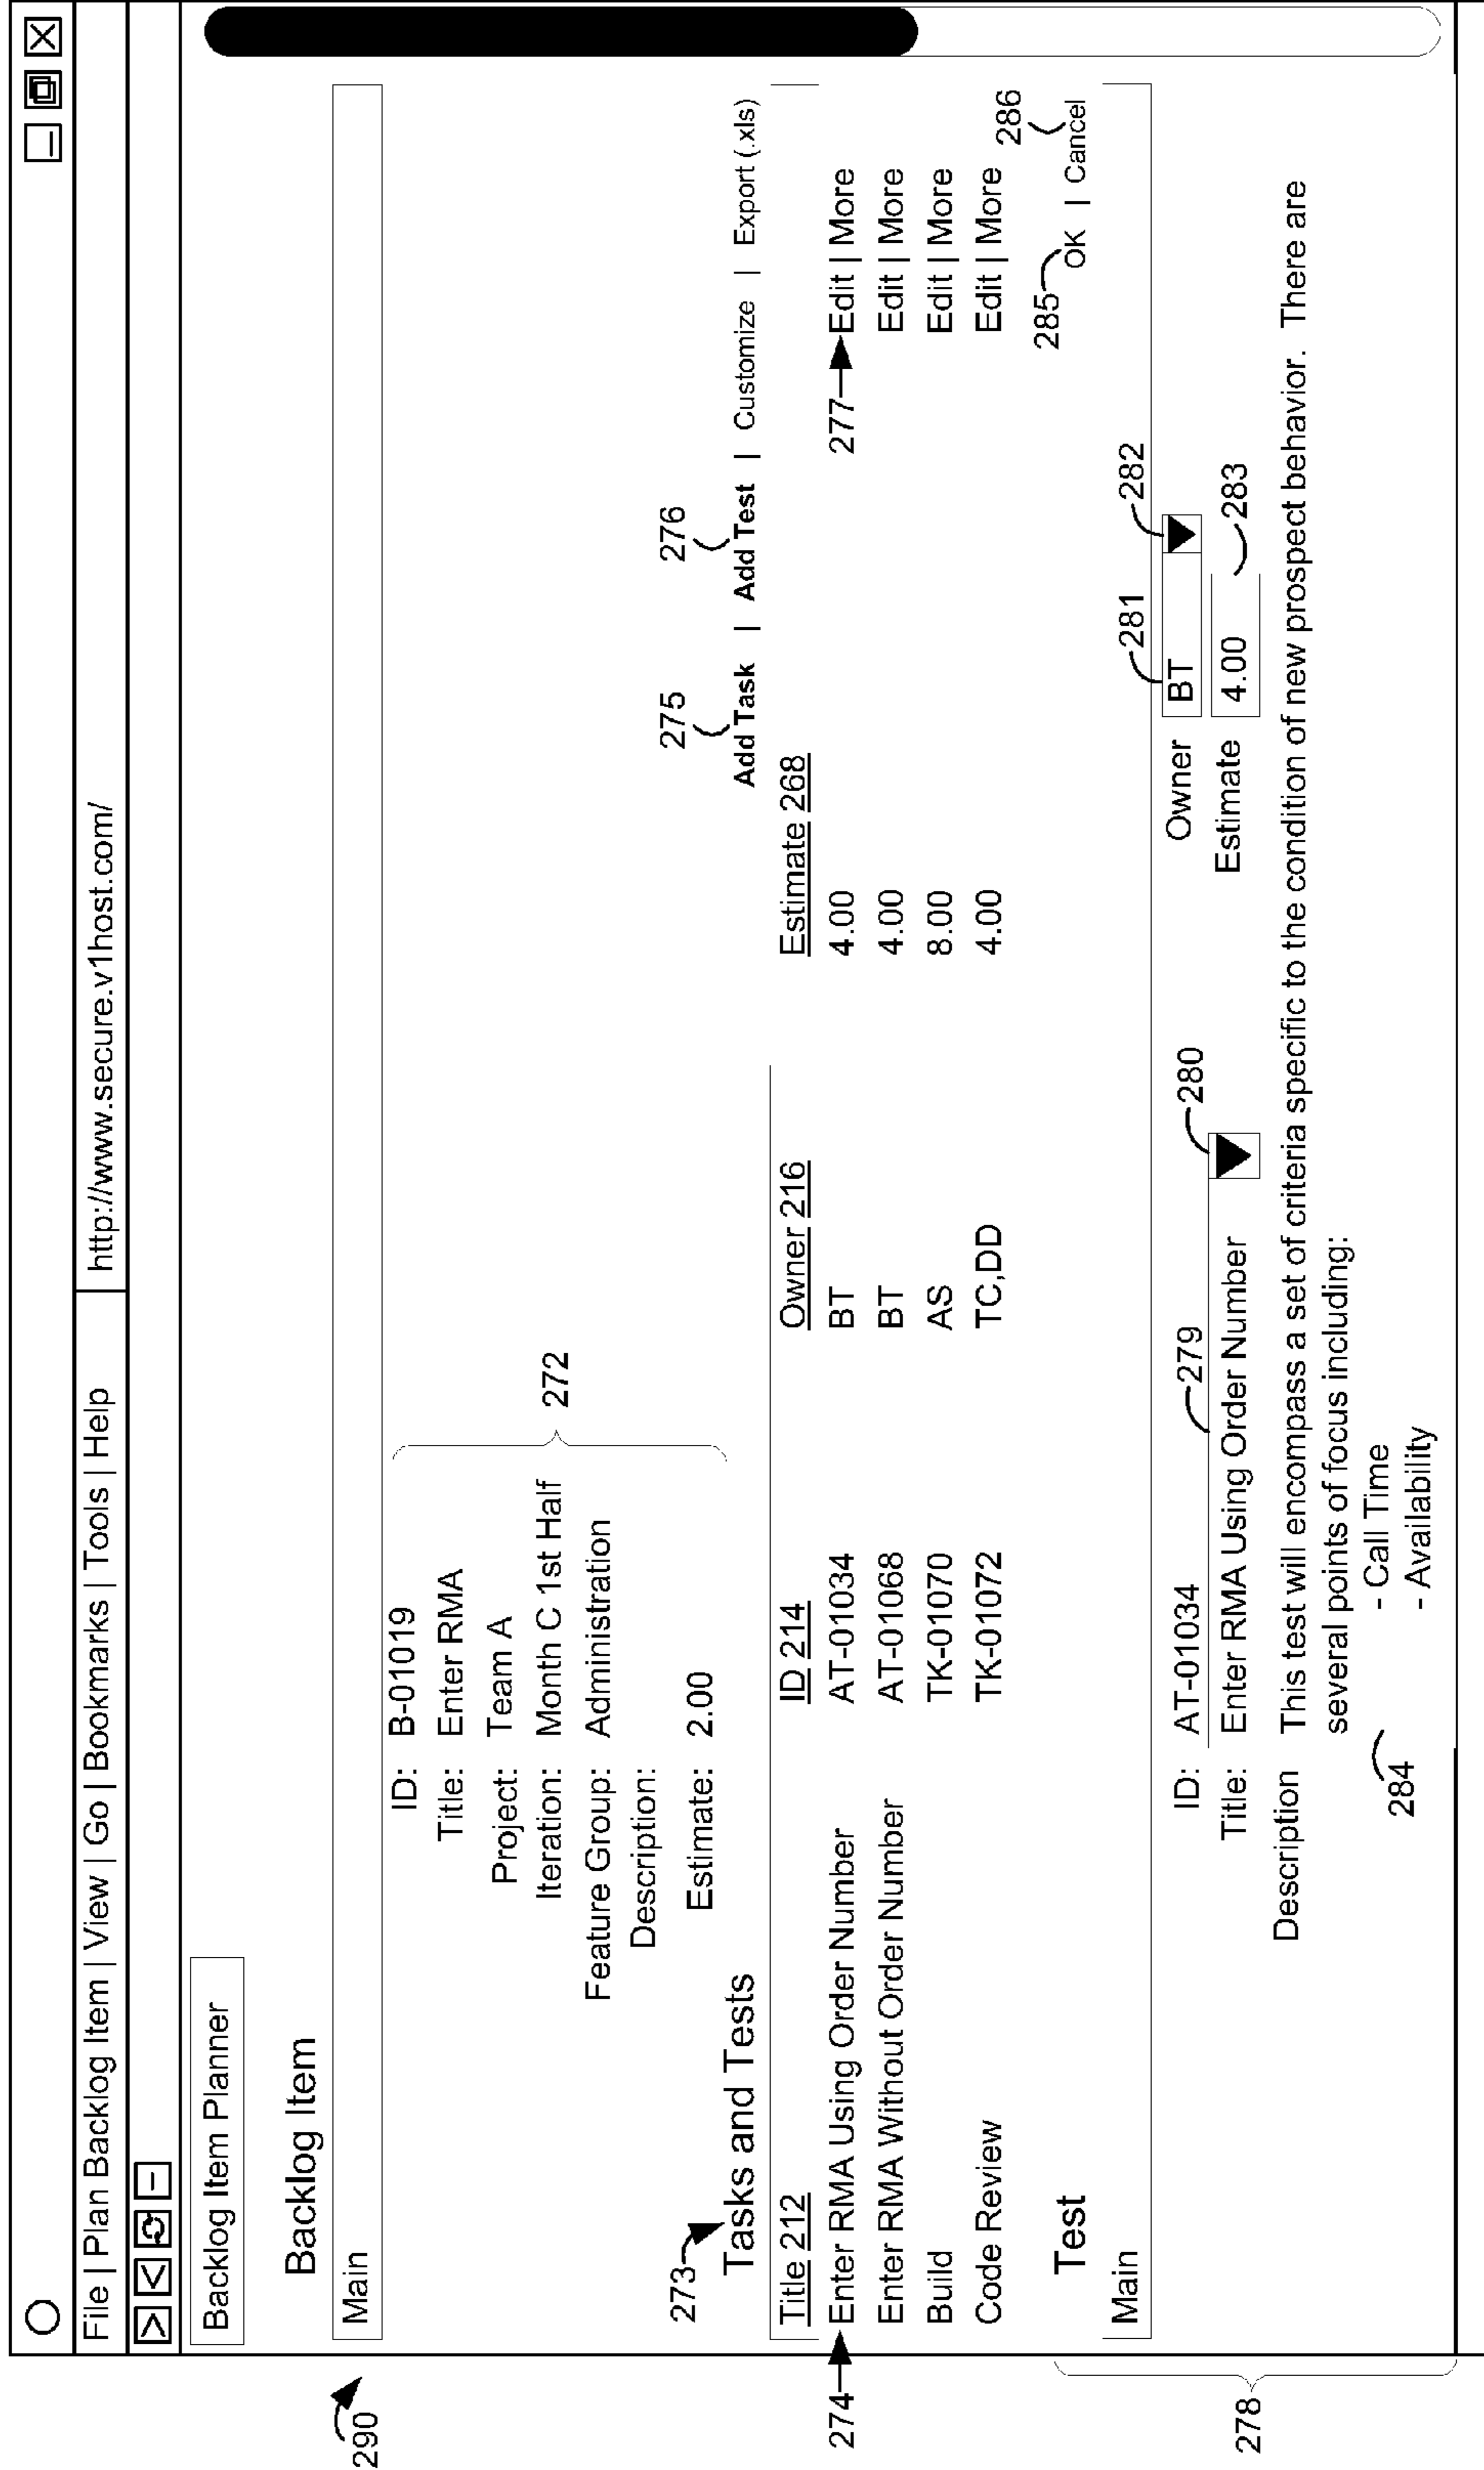 File | Plan Backlog Item | View | Go | Bookmarks | Tools | Help
http://www.secure.v1host.com/
Backlog Item Planner
290
Backlog Item
Main
ID: B-01019
Title: Enter RMA
Project: Team A
Iteration: Month C 1st Half
272
Feature Group: Administration
Description:
Estimate: 2.00
273
275
276
Tasks and Tests
Add Task | Add Test | Customize | Export (.xls)
Title 212 ID 214 Owner 216 Estimate 268
274 Enter RMA Using Order Number AT-01034 BT 4.00 277 Edit | More
Enter RMA Without Order Number AT-01068 BT 4.00 Edit | More
Build TK-01070 AS 8.00 Edit | More
Code Review TK-01072 TC,DD 4.00 Edit | More
285
286
Test
OK | Cancel
Main
278
279
280
281
282
ID: AT-01034 Owner BT
Title: Enter RMA Using Order Number Estimate 4.00
283
Description This test will encompass a set of criteria specific to the condition of new prospect behavior. There are
several points of focus including:
- Call Time
- Availability
284